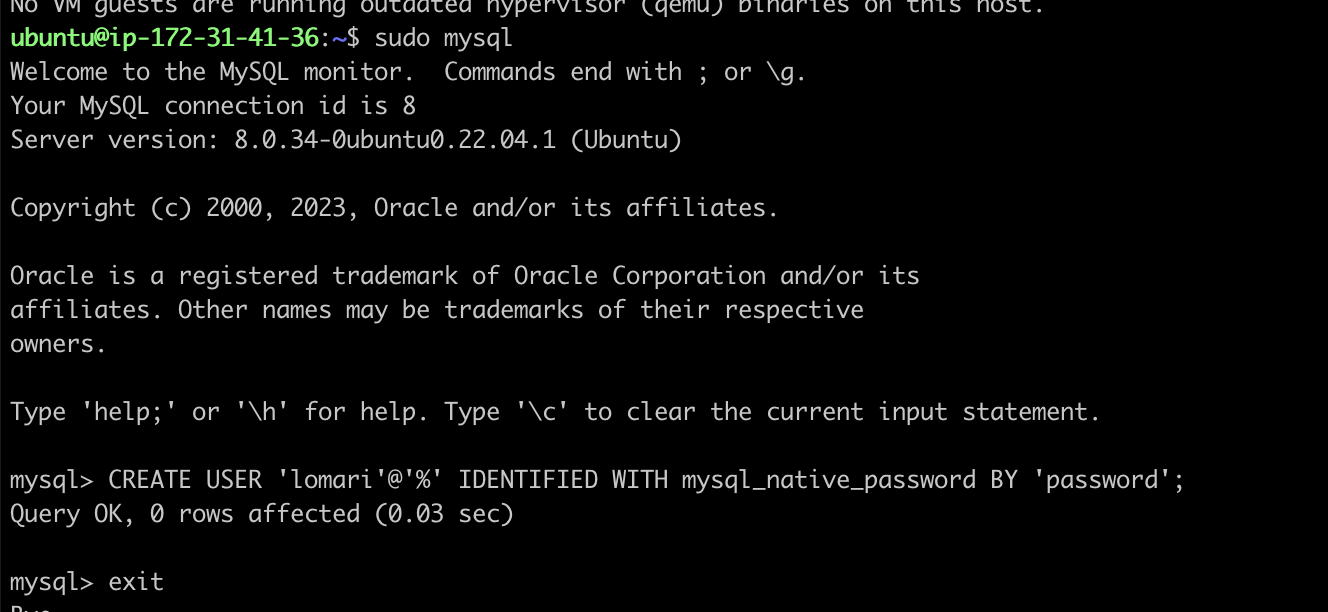 No VM guests are running outdated hypervisor (qemu) binaries on this host.
ubuntu@ip-172-31-41-36:~$ sudo mysql
Welcome to the MySQL monitor.  Commands end with ; or \g.
Your MySQL connection id is 8
Server version: 8.0.34-0ubuntu0.22.04.1 (Ubuntu)
Copyright (c) 2000, 2023, Oracle and/or its affiliates.
Oracle is a registered trademark of Oracle Corporation and/or its
affiliates. Other names may be trademarks of their respective
owners.
Type 'help;' or '\h' for help. Type '\c' to clear the current input statement.
mysql> CREATE USER 'lomari'@'%' IDENTIFIED WITH mysql_native_password BY 'password';
Query OK, 0 rows affected (0.03 sec)
mysql> exit
Bye